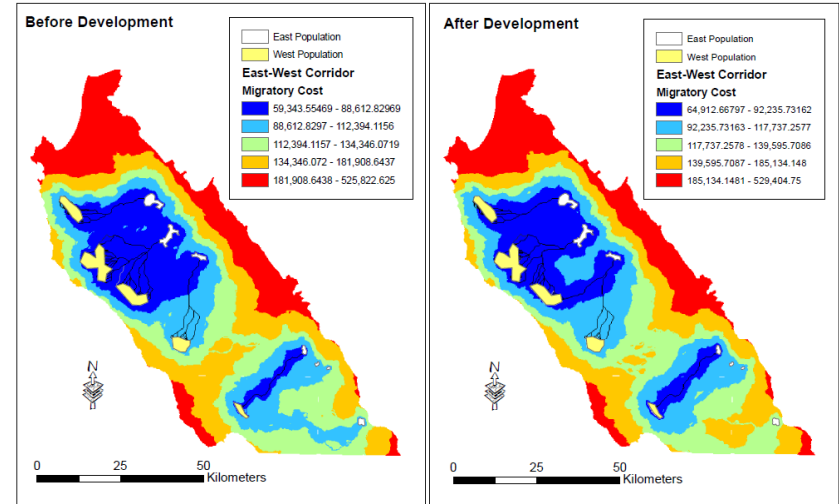 Before Development
East Population
West Population
East-West Corridor
Migratory Cost
59,343.55469 - 88,612.82969
88,612.8297 - 112,394.1156
112,394.1157 - 134,346.0719
134,346.072 - 181,908.6437
181,908.6438 - 525,822.625
N
0 25 50
Kilometers
After Development
East Population
West Population
East-West Corridor
Migratory Cost
64,912.66797 - 92,235.73162
92,235.73163 - 117,737.2577
117,737.2578 - 139,595.7086
139,595.7087 - 185,134.148
185,134.1481 - 529,404.75
N
0 25 50
Kilometers